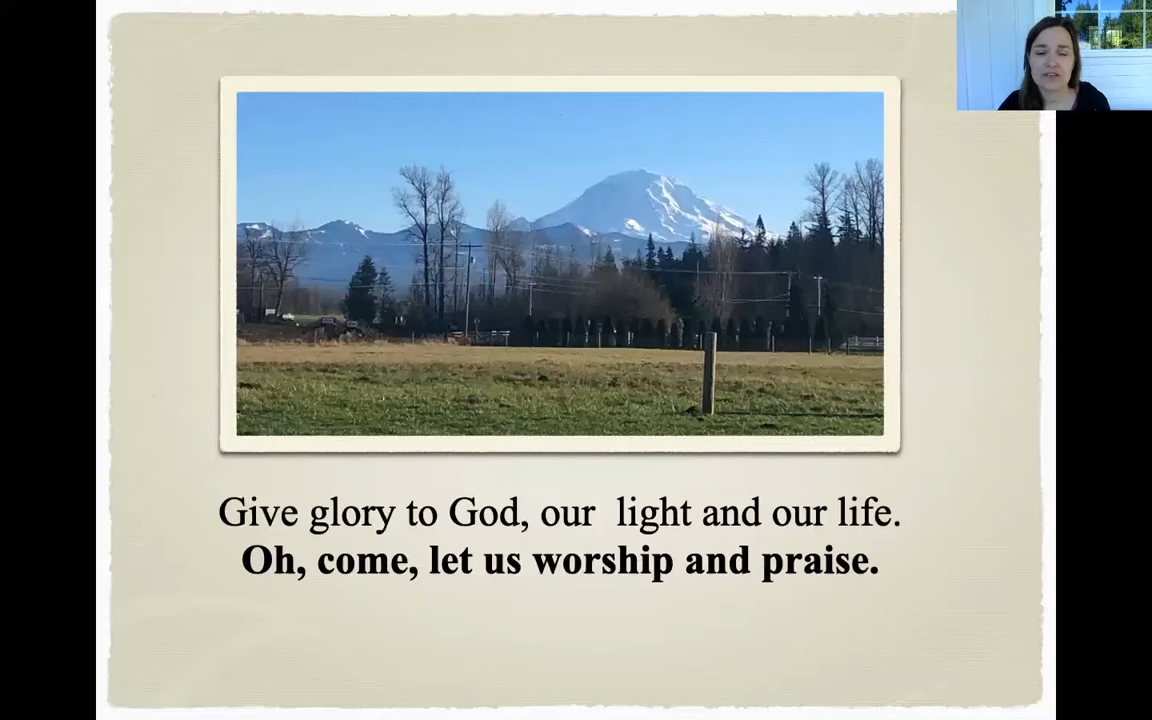 Give glory to God, our  light and our life.
Oh, come, let us worship and praise.